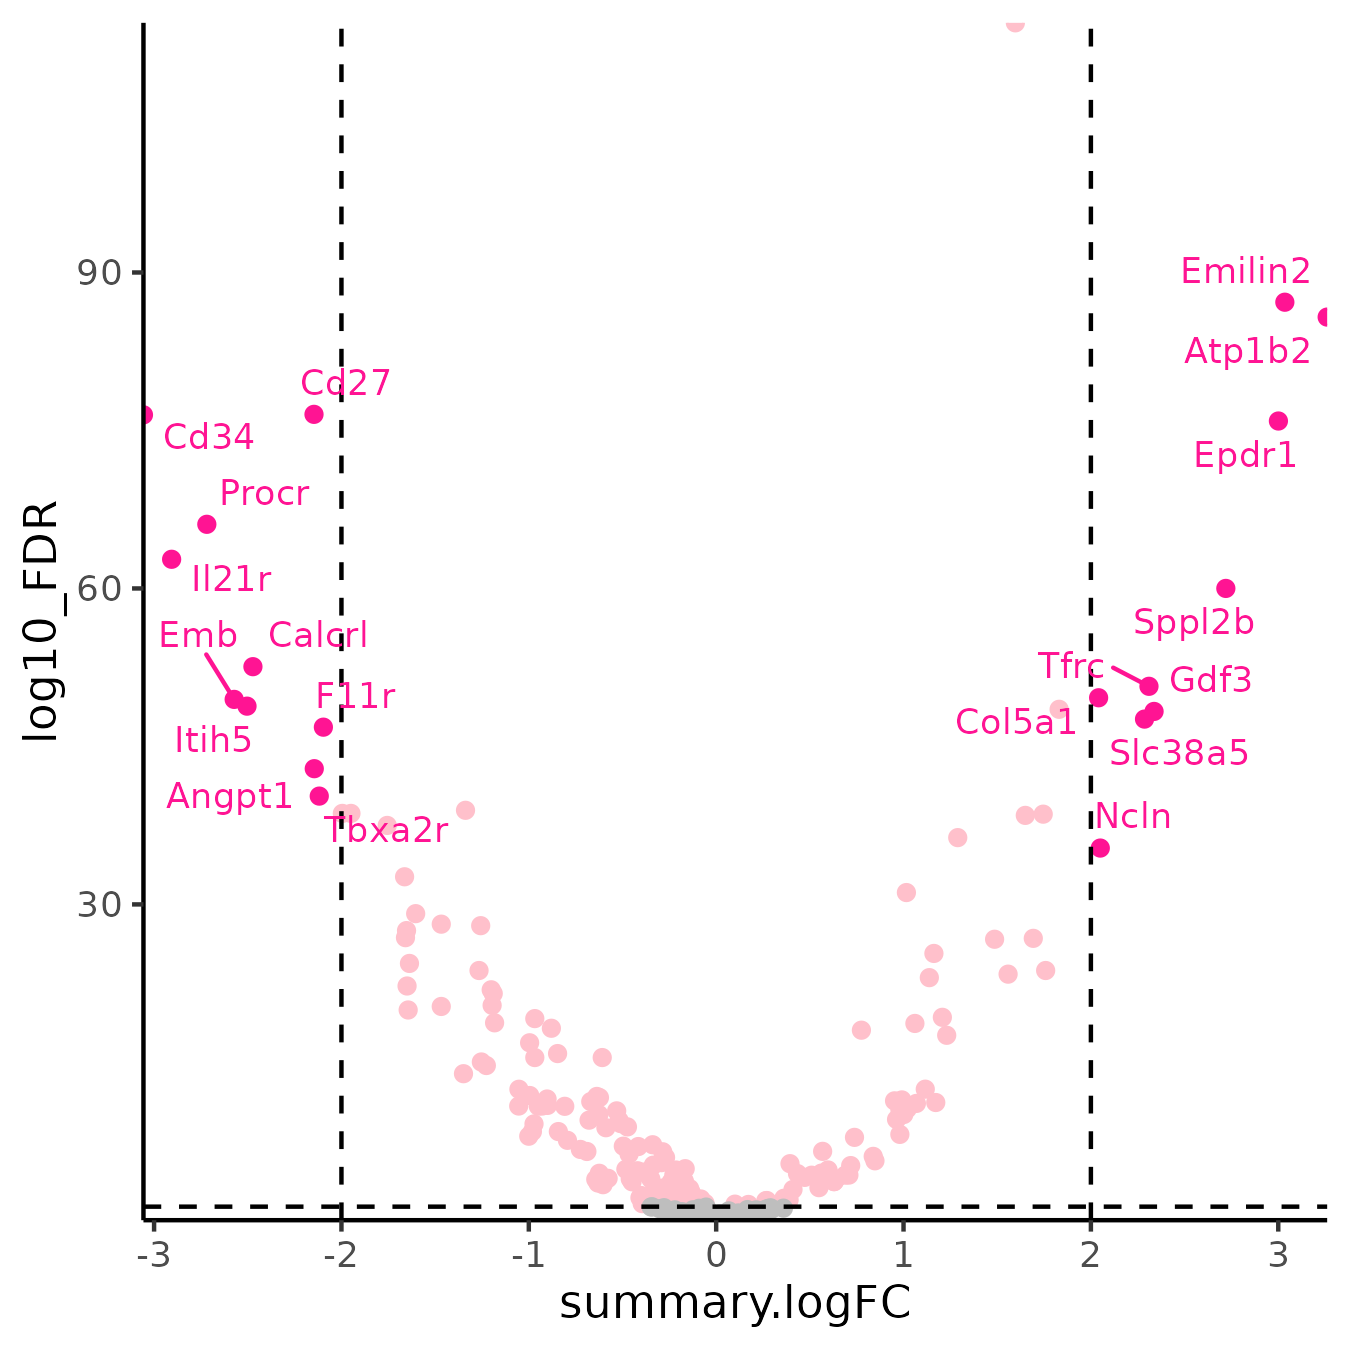 Emilin2
Atp1b2
Cd27
Cd34
Epdr1
Procr
Il21r
Sppl2b
Emb
Calcrl
Tfrc
Gdf3
F11r
Col5a1
Itih5
Slc38a5
Angpt1
Ncln
Tbxa2r
90
60
30
log10_FDR
-3
-2
-1
0
1
2
3
summary.logFC